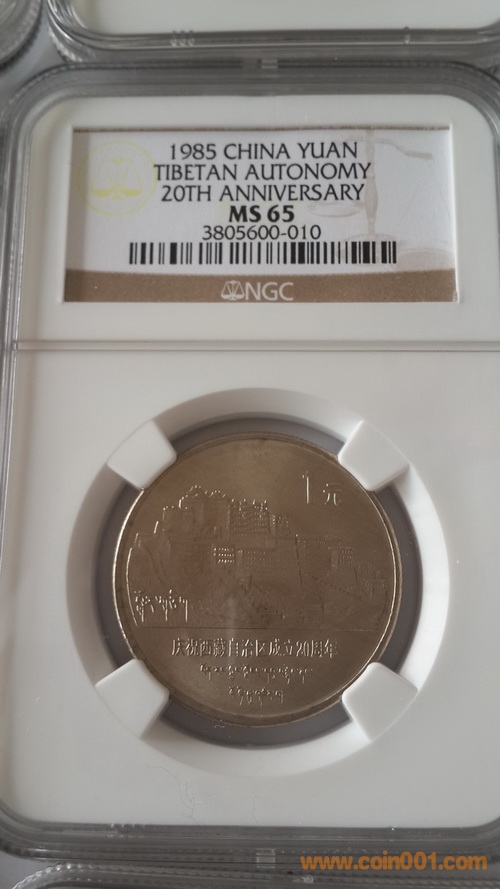 1985 CHINA YUAN
TIBETAN AUTONOMY
20TH ANNIVERSARY
MS 65
3805600-010
NGC
1元
庆祝西藏自治区成立20周年
www.coin001.com